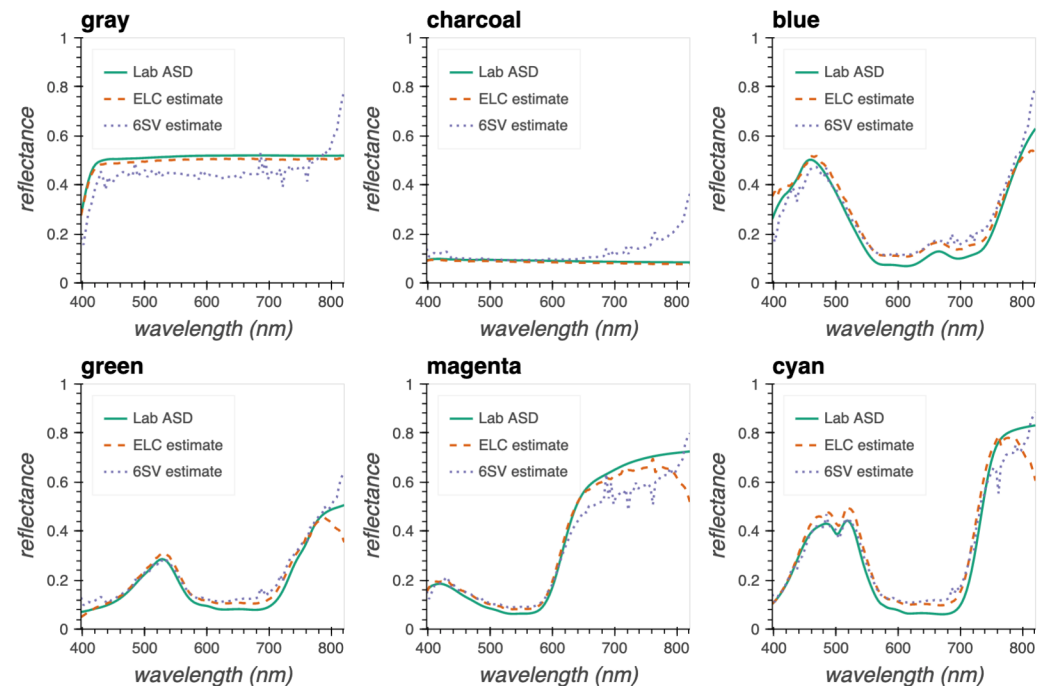 gray
1
0.8
0.6
0.4
0.2
0
reflectance
Lab ASD
ELC estimate
6SV estimate
400 500 600 700 800
wavelength (nm)
charcoal
1
0.8
0.6
0.4
0.2
0
reflectance
Lab ASD
ELC estimate
6SV estimate
400 500 600 700 800
wavelength (nm)
blue
1
0.8
0.6
0.4
0.2
0
reflectance
Lab ASD
ELC estimate
6SV estimate
400 500 600 700 800
wavelength (nm)
green
1
0.8
0.6
0.4
0.2
0
reflectance
Lab ASD
ELC estimate
6SV estimate
400 500 600 700 800
wavelength (nm)
magenta
1
0.8
0.6
0.4
0.2
0
reflectance
Lab ASD
ELC estimate
6SV estimate
400 500 600 700 800
wavelength (nm)
cyan
1
0.8
0.6
0.4
0.2
0
reflectance
Lab ASD
ELC estimate
6SV estimate
400 500 600 700 800
wavelength (nm)